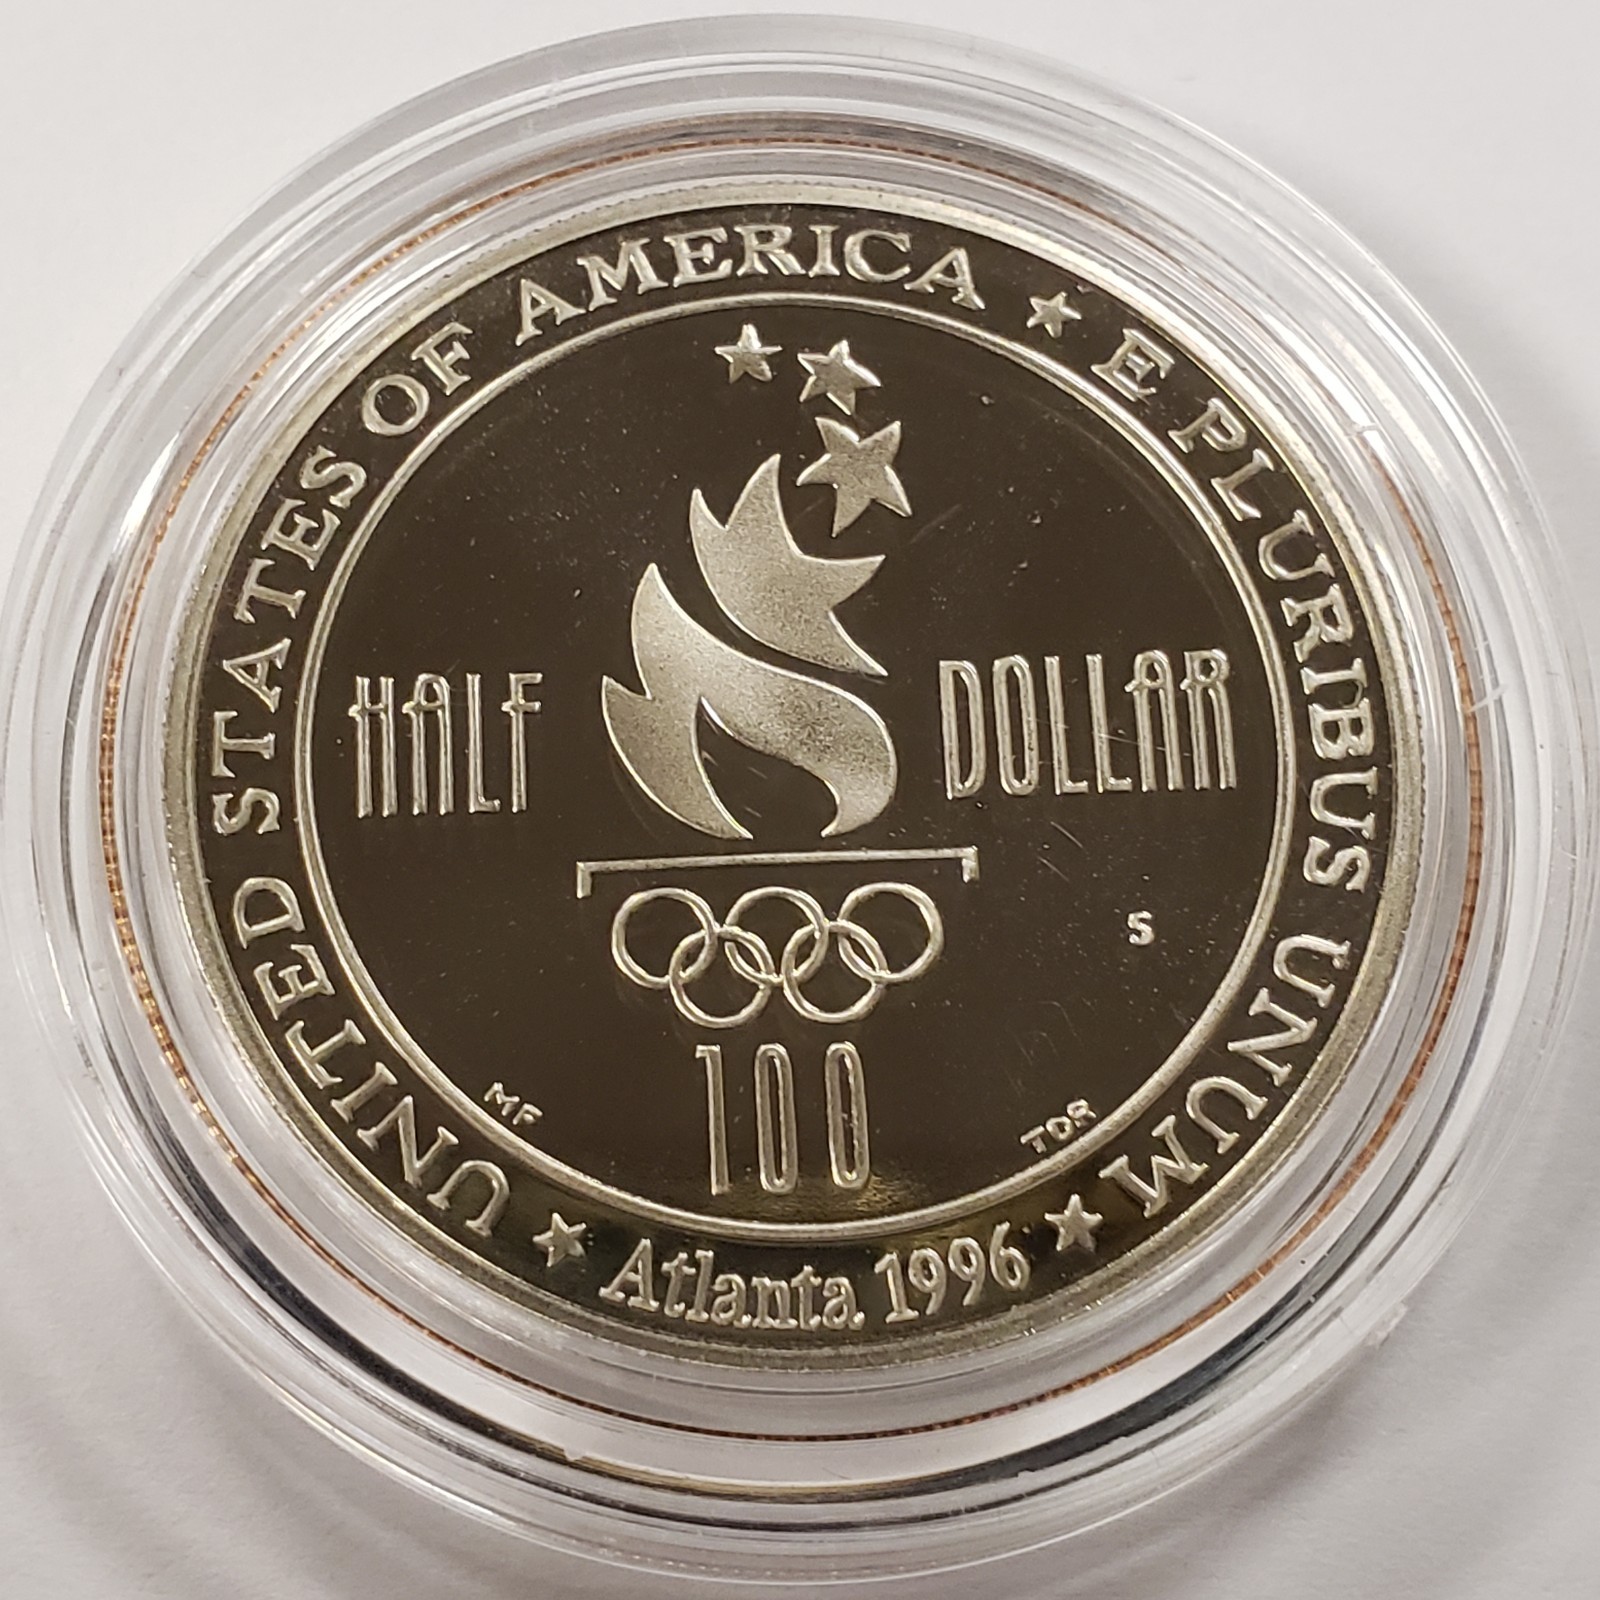 UNITED STATES OF AMERICA ★ E PLURIBUS UNUM ★
HALF DOLLAR
S
100
MF TDR
Atlanta 1996 ★